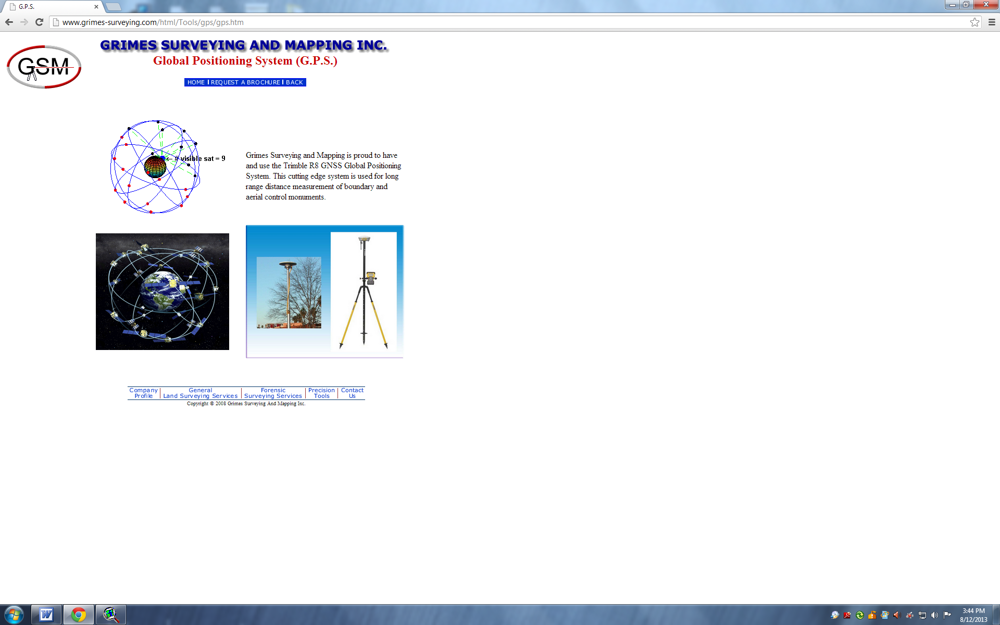 G.P.S.
www.grimes-surveying.com/html/Tools/gps/gps.htm
GSM
GRIMES SURVEYING AND MAPPING INC.
Global Positioning System (G.P.S.)
HOME | REQUEST A BROCHURE | BACK
← # visible sat = 9
Grimes Surveying and Mapping is proud to have
and use the Trimble R8 GNSS Global Positioning
System. This cutting edge system is used for long
range distance measurement of boundary and
aerial control monuments.
Company Profile | General Land Surveying Services | Forensic Surveying Services | Precision Tools | Contact Us
Copyright © 2008 Grimes Surveying And Mapping Inc.
3:44 PM
8/12/2013